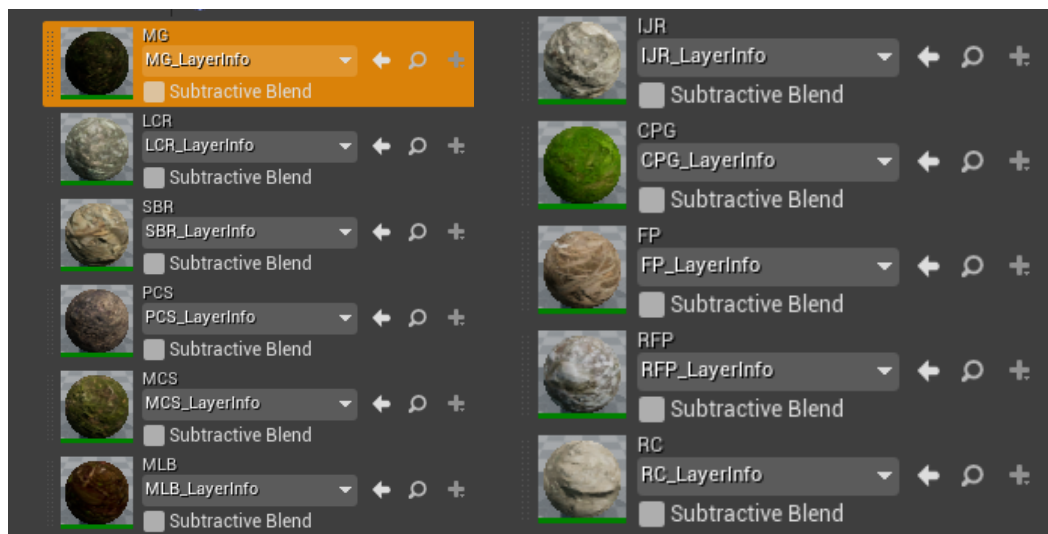 MG
MG_LayerInfo
Subtractive Blend
LCR
LCR_LayerInfo
Subtractive Blend
SBR
SBR_LayerInfo
Subtractive Blend
PCS
PCS_LayerInfo
Subtractive Blend
MCS
MCS_LayerInfo
Subtractive Blend
MLB
MLB_LayerInfo
Subtractive Blend
IJR
IJR_LayerInfo
Subtractive Blend
CPG
CPG_LayerInfo
Subtractive Blend
FP
FP_LayerInfo
Subtractive Blend
RFP
RFP_LayerInfo
Subtractive Blend
RC
RC_LayerInfo
Subtractive Blend